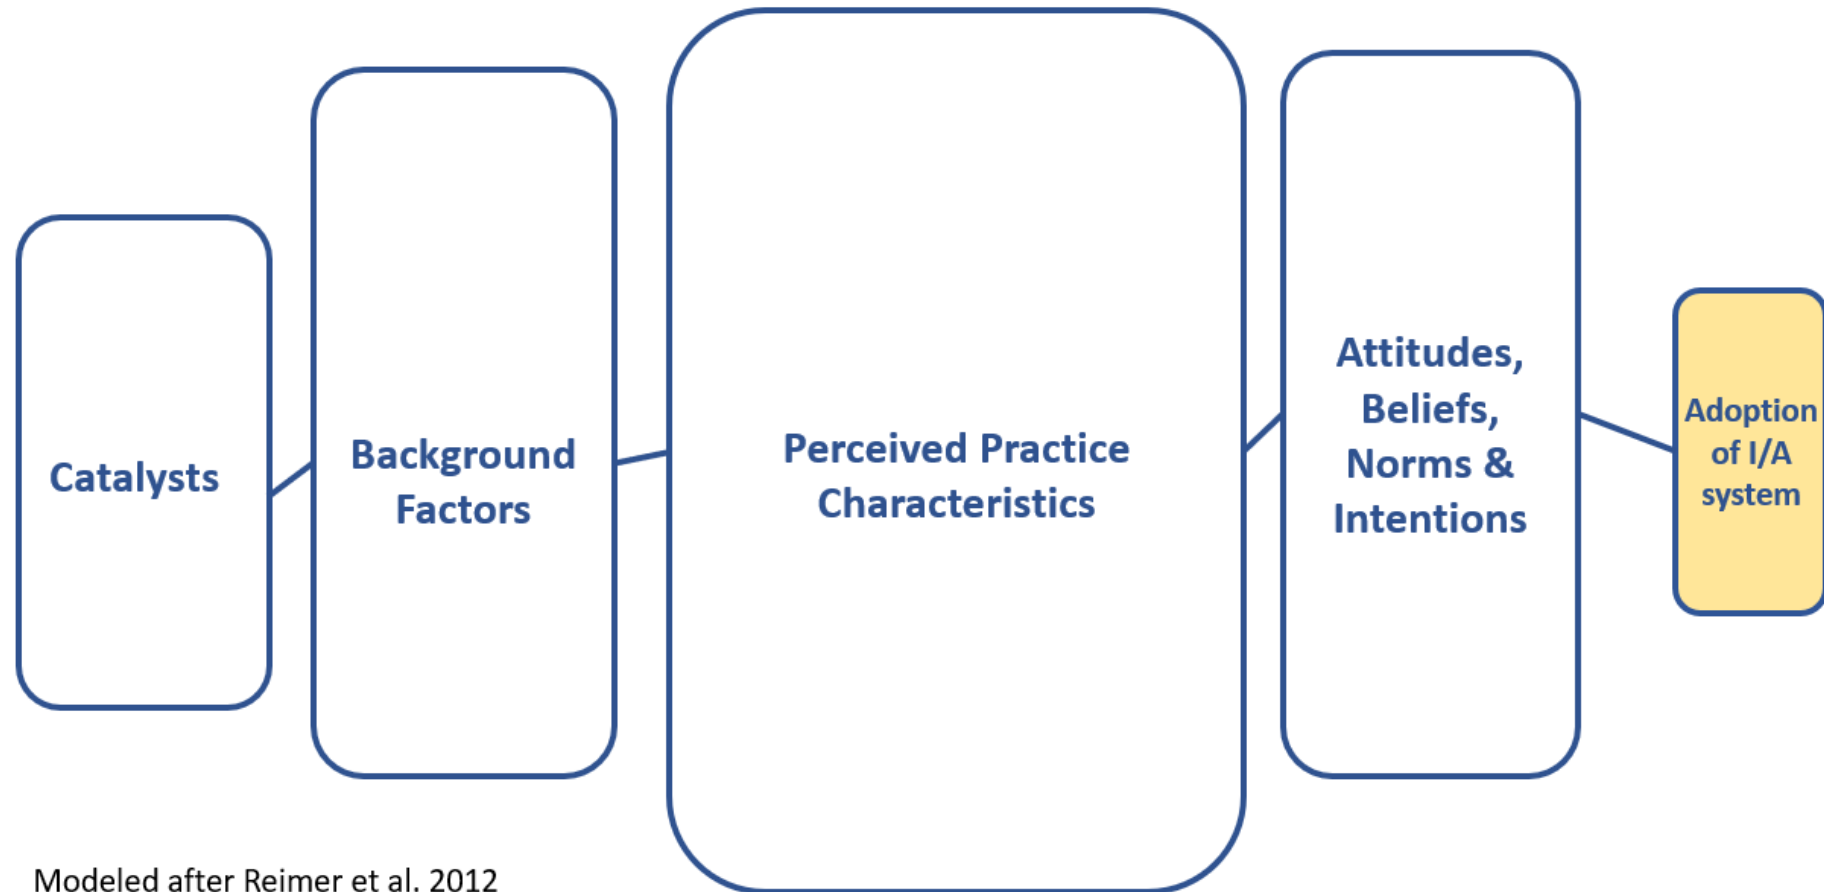 Catalysts
Background
Factors
Perceived Practice
Characteristics
Attitudes,
Beliefs,
Norms &
Intentions
Adoption
of I/A
system
Modeled after Reimer et al. 2012